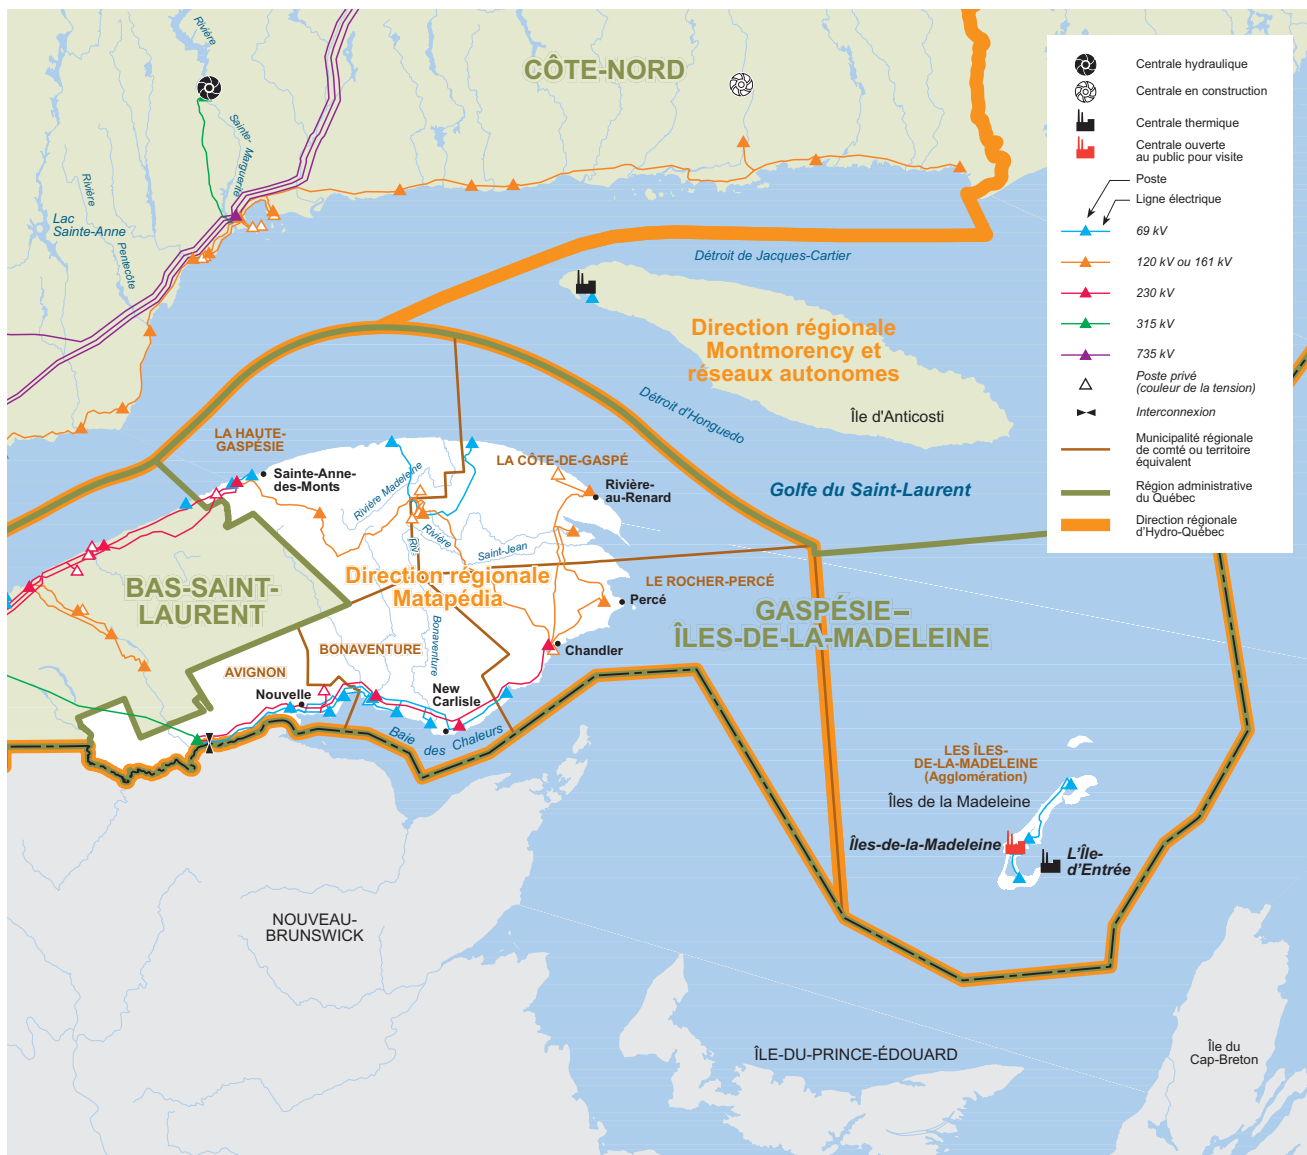 CÔTE-NORD
Rivière
Sainte-
Marguerite
Rivière
Pentecôte
Lac
Sainte-Anne
Détroit de Jacques-Cartier
Direction régionale
Montmorency et
réseaux autonomes
Île d'Anticosti
Détroit d'Honguedo
Golfe du Saint-Laurent
LA HAUTE-
GASPÉSIE
Sainte-Anne-
des-Monts
Rivière Madeleine
LA CÔTE-DE-GASPÉ
Rivière-
au-Renard
Rivière
Saint-Jean
Riv.
Bonaventure
Direction régionale
Matapédia
BAS-SAINT-
LAURENT
LE ROCHER-PERCÉ
Percé
GASPÉSIE–
ÎLES-DE-LA-MADELEINE
Chandler
BONAVENTURE
AVIGNON
Nouvelle
New
Carlisle
Baie
des Chaleurs
LES ÎLES-
DE-LA-MADELEINE
(Agglomération)
Îles de la Madeleine
Îles-de-la-Madeleine
L'Île-
d'Entrée
NOUVEAU-
BRUNSWICK
ÎLE-DU-PRINCE-ÉDOUARD
Île du
Cap-Breton
Centrale hydraulique
Centrale en construction
Centrale thermique
Centrale ouverte
au public pour visite
Poste
Ligne électrique
69 kV
120 kV ou 161 kV
230 kV
315 kV
735 kV
Poste privé
(couleur de la tension)
Interconnexion
Municipalité régionale
de comté ou territoire
équivalent
Région administrative
du Québec
Direction régionale
d'Hydro-Québec